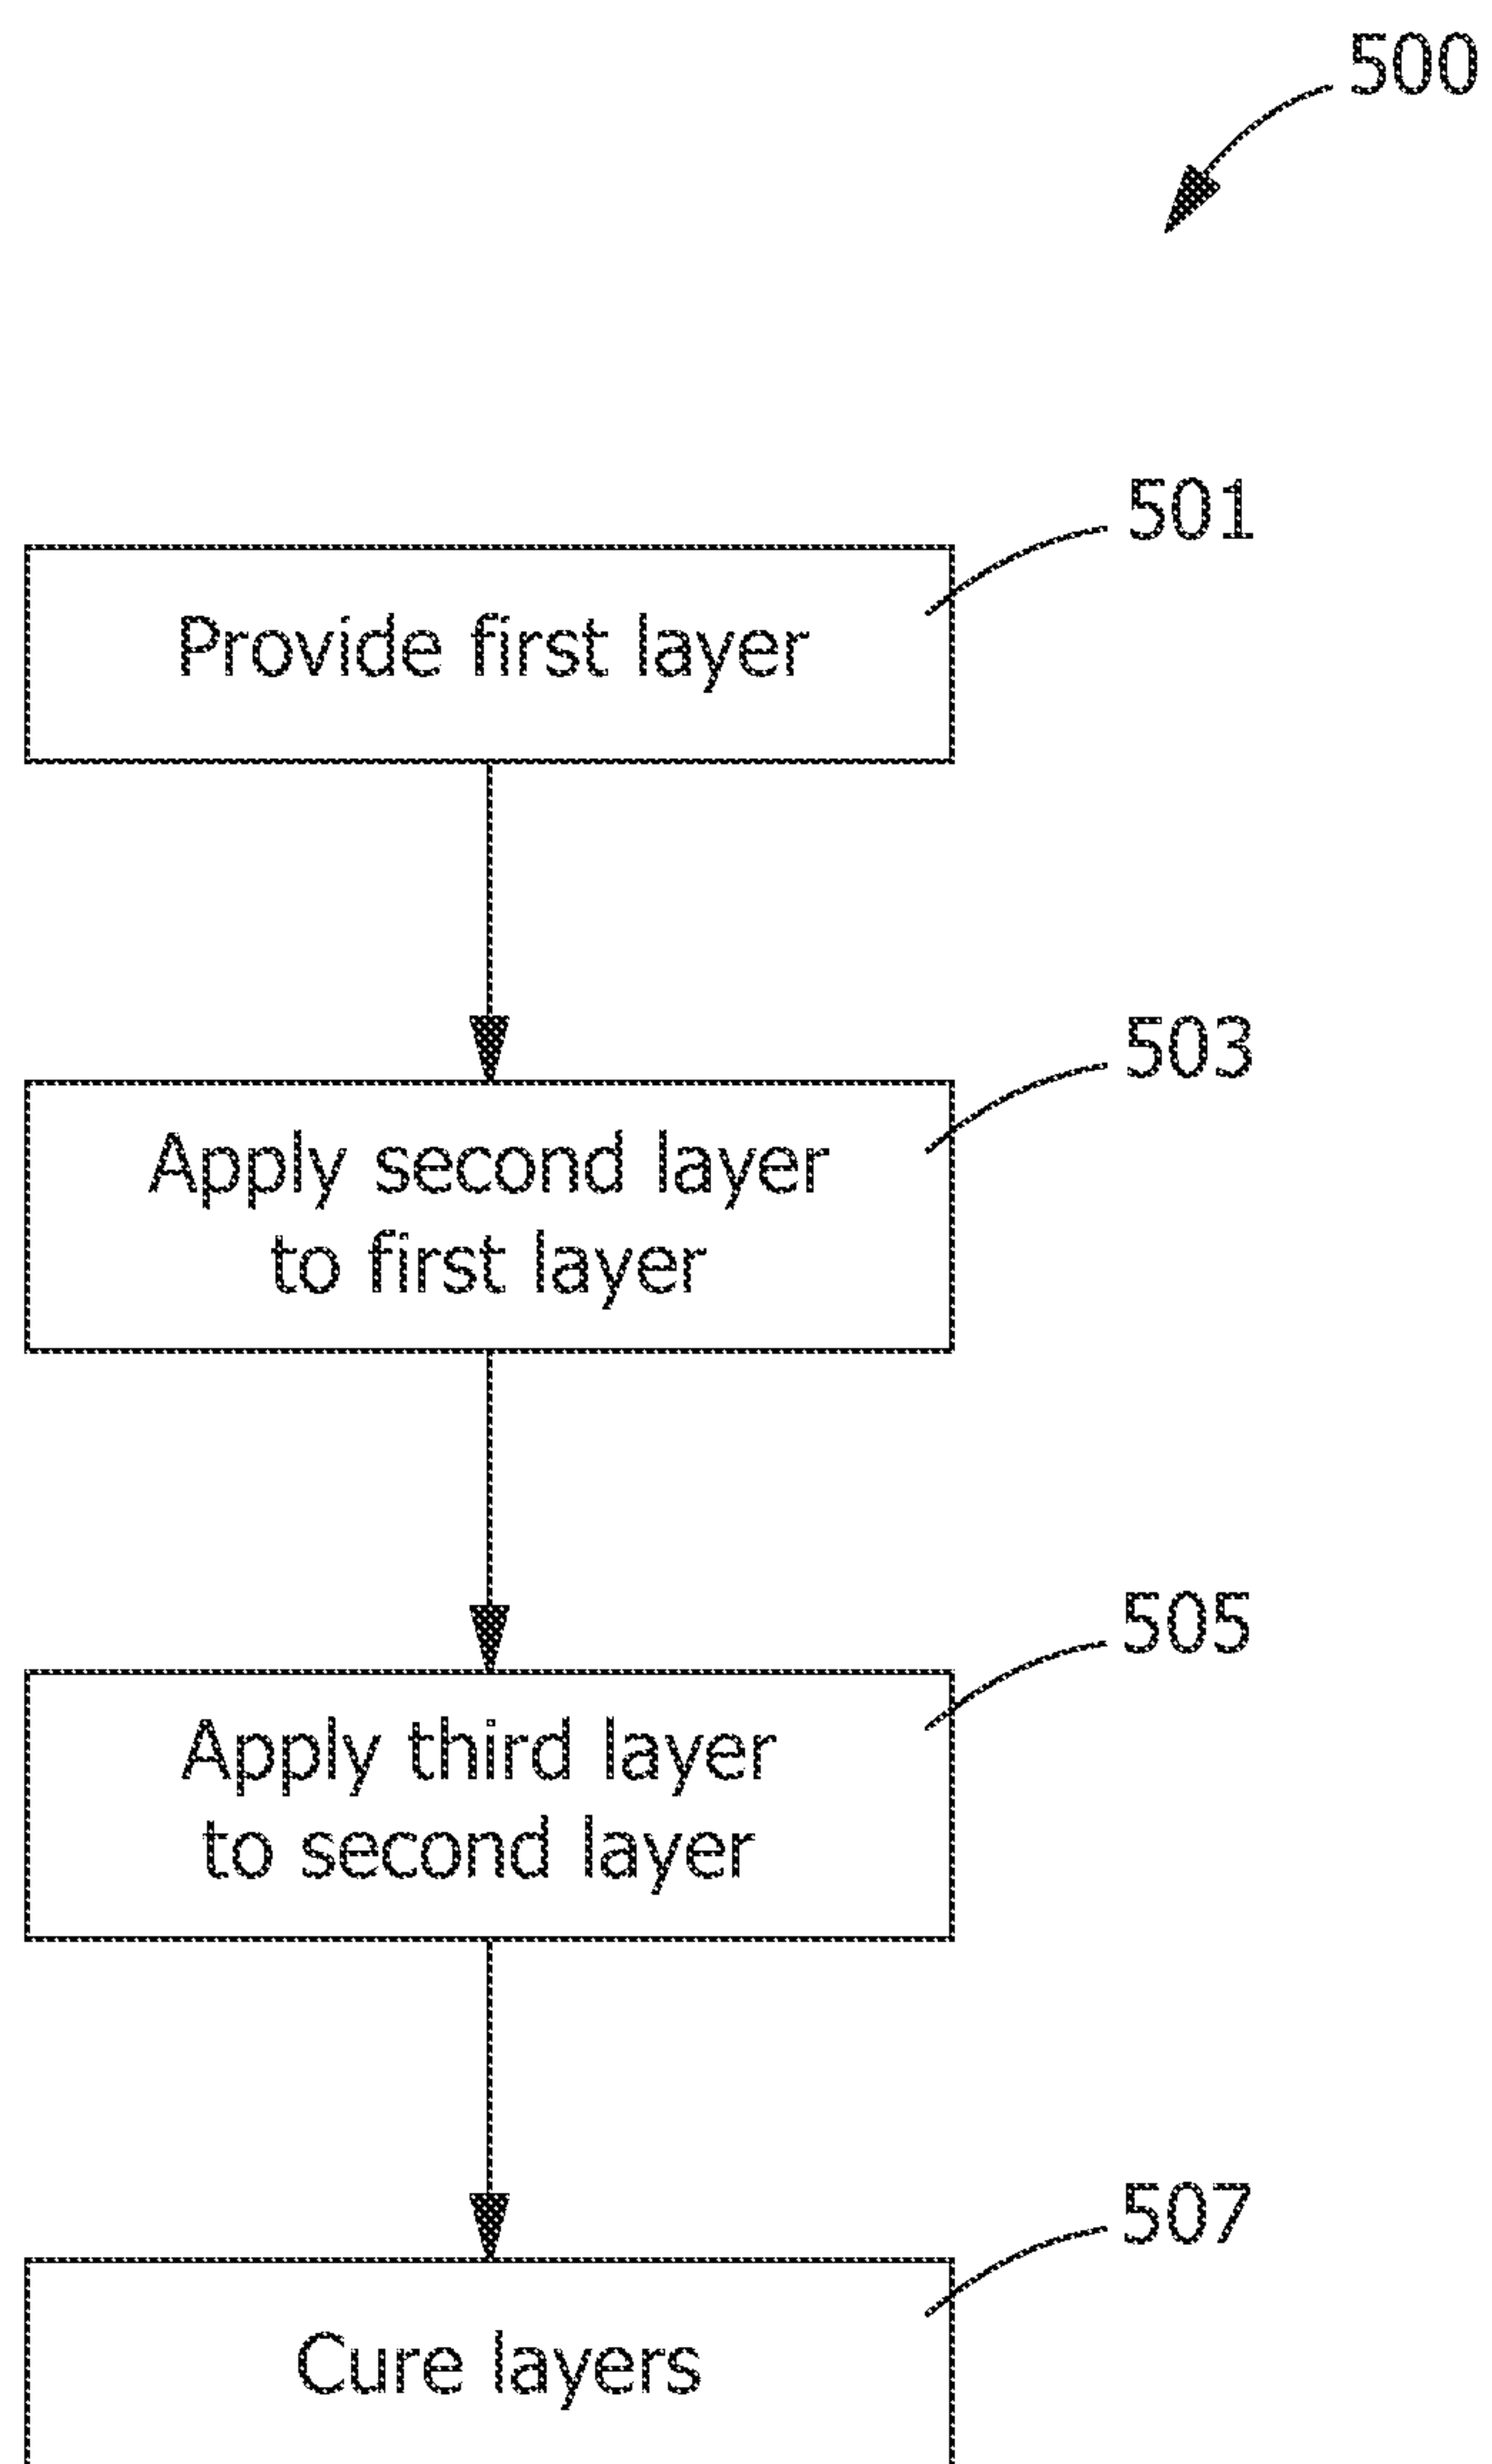 500
501
Provide first layer
503
Apply second layer
to first layer
505
Apply third layer
to second layer
507
Cure layers